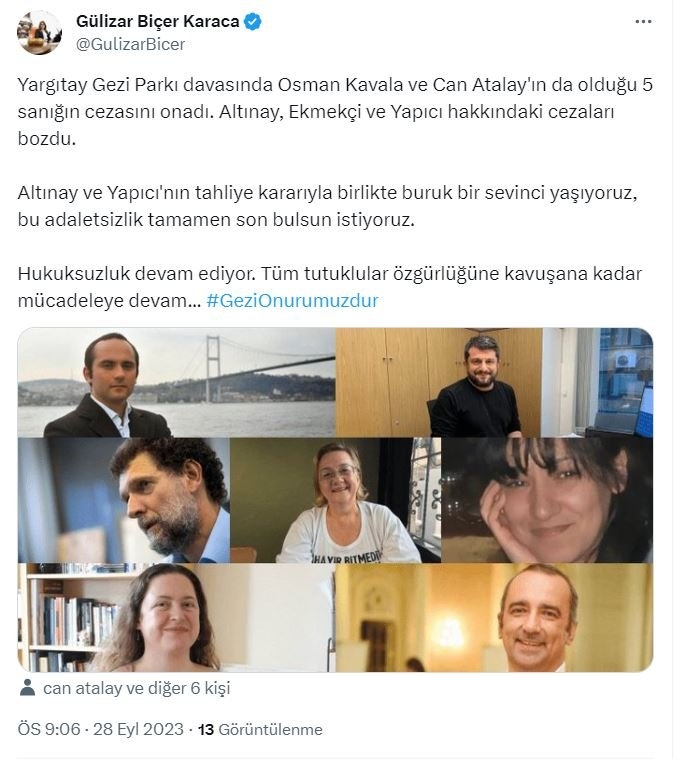 Gülizar Biçer Karaca
@GulizarBicer
Yargıtay Gezi Parkı davasında Osman Kavala ve Can Atalay'ın da olduğu 5
sanığın cezasını onadı. Altınay, Ekmekçi ve Yapıcı hakkındaki cezaları
bozdu.
Altınay ve Yapıcı'nın tahliye kararıyla birlikte buruk bir sevinci yaşıyoruz,
bu adaletsizlik tamamen son bulsun istiyoruz.
Hukuksuzluk devam ediyor. Tüm tutuklular özgürlüğüne kavuşana kadar
mücadeleye devam... #GeziOnurumuzdur
HAYIR BİTMEDİ
can atalay ve diğer 6 kişi
ÖS 9:06 · 28 Eyl 2023 · 13 Görüntülenme